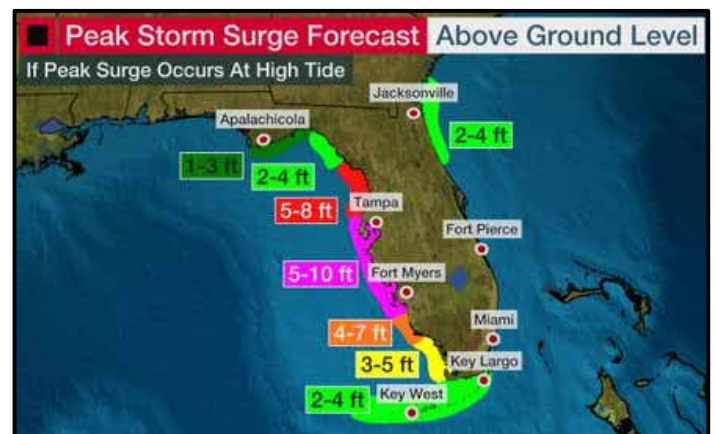 Peak Storm Surge Forecast Above Ground Level
If Peak Surge Occurs At High Tide
Jacksonville
Apalachicola
2-4 ft
1-3 ft
2-4 ft
5-8 ft
Tampa
Fort Pierce
5-10 ft
Fort Myers
4-7 ft
Miami
3-5 ft
Key Largo
2-4 ft
Key West